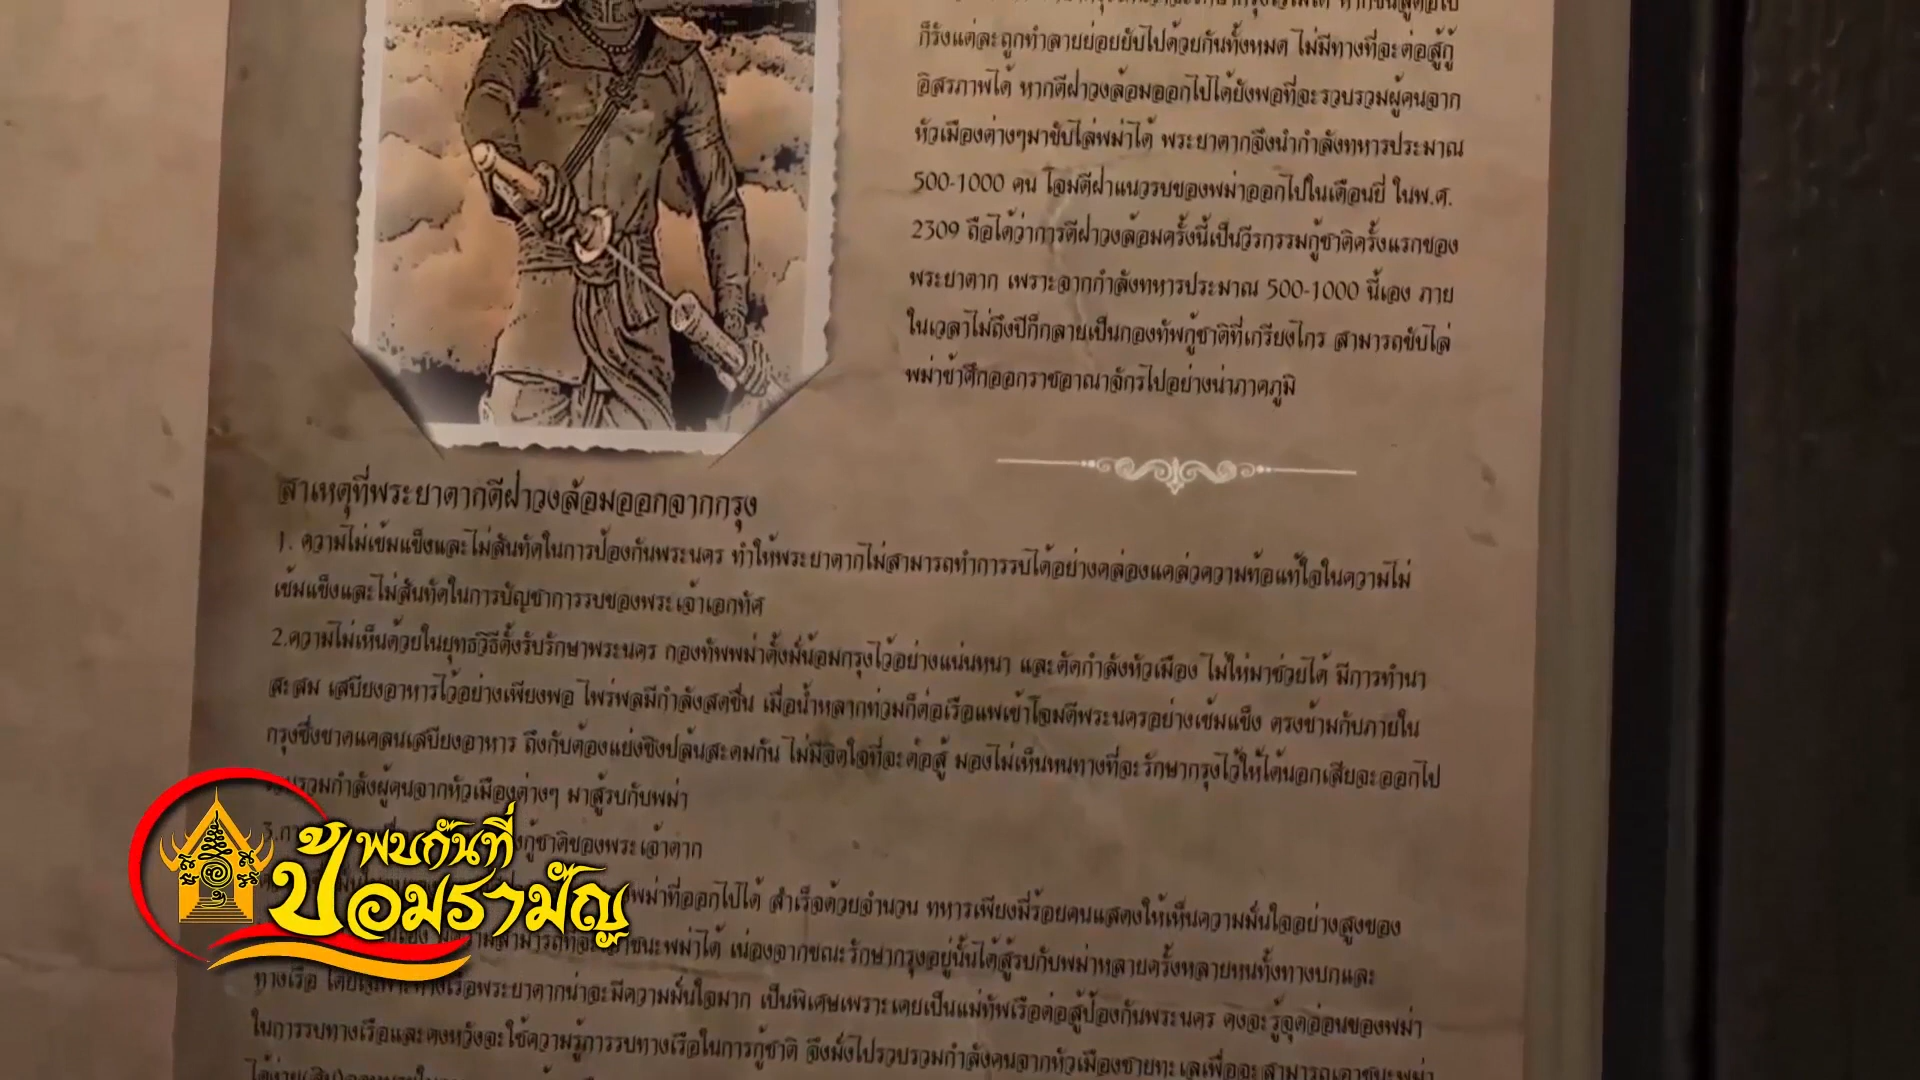 ก็รังแต่ละถูกทำลายย่อยยับไปด้วยกันทั้งหมด ไม่มีทางที่จะต่อสู้กู้
อิสรภาพได้ หากตีฝ่าวงล้อมออกไปได้ยังพอที่จะรวบรวมผู้คนจาก
หัวเมืองต่างๆมาขับไล่พม่าได้ พระยาตากจึงนำกำลังทหารประมาณ
500-1000 คน โจมตีฝ่าแนวรบของพม่าออกไปในเดือนยี่ ในพ.ศ.
2309 ถือได้ว่าการตีฝ่าวงล้อมครั้งนี้เป็นวีรกรรมกู้ชาติครั้งแรกของ
พระยาตาก เพราะจากกำลังทหารประมาณ 500-1000 นี้เอง ภาย
ในเวลาไม่ถึงปีก็กลายเป็นกองทัพกู้ชาติที่เกรียงไกร สามารถขับไล่
พม่าข้าศึกออกราชอาณาจักรไปอย่างน่าภาคภูมิ
สาเหตุที่พระยาตากตีฝ่าวงล้อมออกจากกรุง
1. ความไม่เข้มแข็งและไม่สันทัดในการป้องกันพระนคร ทำให้พระยาตากไม่สามารถทำการรบได้อย่างคล่องแคล่วความท้อแท้ใจในความไม่
เข้มแข็งและไม่สันทัดในการบัญชาการรบของพระเจ้าเอกทัศ
2.ความไม่เห็นด้วยในยุทธวิธีตั้งรับรักษาพระนคร กองทัพพม่าตั้งมั่นล้อมกรุงไว้อย่างแน่นหนา และตัดกำลังหัวเมือง ไม่ให้มาช่วยได้ มีการทำนา
สะสม เสบียงอาหารไว้อย่างเพียงพอ ไพร่พลมีกำลังสดชื่น เมื่อน้ำหลากท่วมก็ต่อเรือแพเข้าโจมตีพระนครอย่างเข้มแข็ง ตรงข้ามกับภายใน
กรุงซึ่งขาดแคลนเสบียงอาหาร ถึงกับต้องแย่งชิงปล้นสะดมกัน ไม่มีจิตใจที่จะต่อสู้ มองไม่เห็นหนทางที่จะรักษากรุงไว้ให้ได้นอกเสียจะออกไป
รวบรวมกำลังผู้คนจากหัวเมืองต่างๆ มาสู้รบกับพม่า
กู้ชาติของพระเจ้าตาก
พม่าที่ออกไปได้ สำเร็จด้วยจำนวน ทหารเพียงมี่ร้อยคนแสดงให้เห็นความมั่นใจอย่างสูงของ
ชนะพม่าได้ เน่องจากขณะรักษากรุงอยู่นั้นได้สู้รบกับพม่าหลายครั้งหลายหนทั้งทางบกและ
ทางเรือ โดยเฉพาะทางเรือพระยาตากน่าจะมีความมั่นใจมาก เป็นพิเศษเพราะเคยเป็นแม่ทัพเรือต่อสู้ป้องกันพระนคร คงจะรู้จุดอ่อนของพม่า
ในการรบทางเรือและคงหวังจะใช้ความรู้การรบทางเรือในการกู้ชาติ จึงมั่งไปรวบรวมกำลังคนจากหัวเมืองชายทะเลเพื่อจะสามารถเอาชนะพม่า
พบกันที่
ป้อมรามัญ